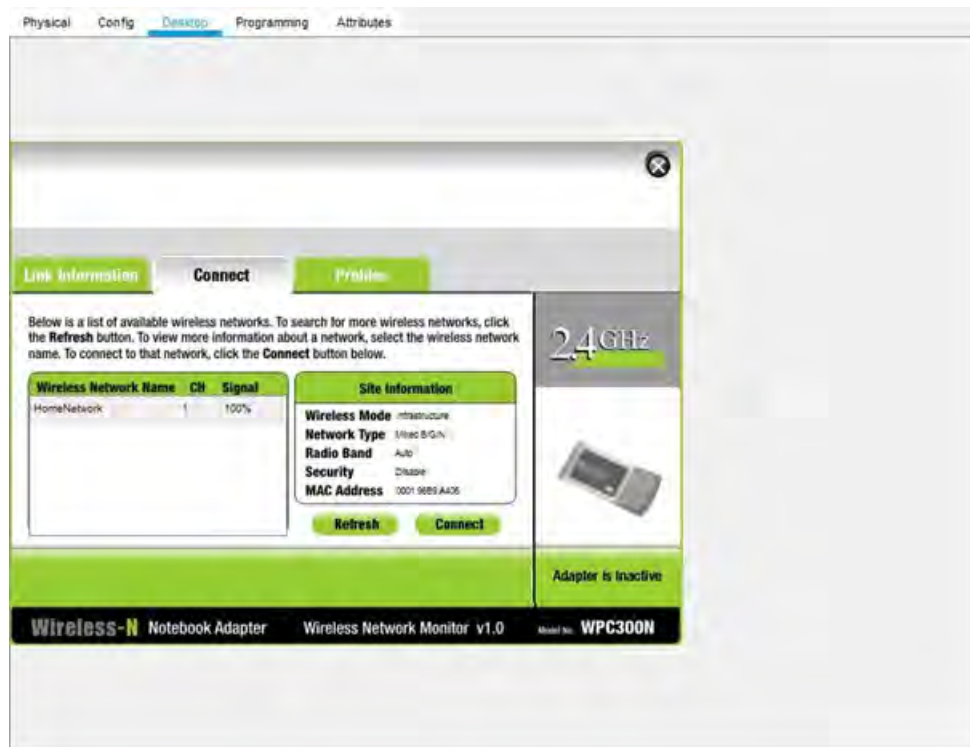 Physical Config Desktop Programming Attributes
Link Information Connect Profiles
Below is a list of available wireless networks. To search for more wireless networks, click
the Refresh button. To view more information about a network, select the wireless network
name. To connect to that network, click the Connect button below.
2.4GHz
Wireless Network Name CH Signal
HomeNetwork 1 100%
Site Information
Wireless Mode Infrastructure
Network Type Mixed B/G/N
Radio Band Auto
Security Disable
MAC Address
Refresh Connect
Adapter is Inactive
Wireless-N Notebook Adapter Wireless Network Monitor v1.0 Model No. WPC300N